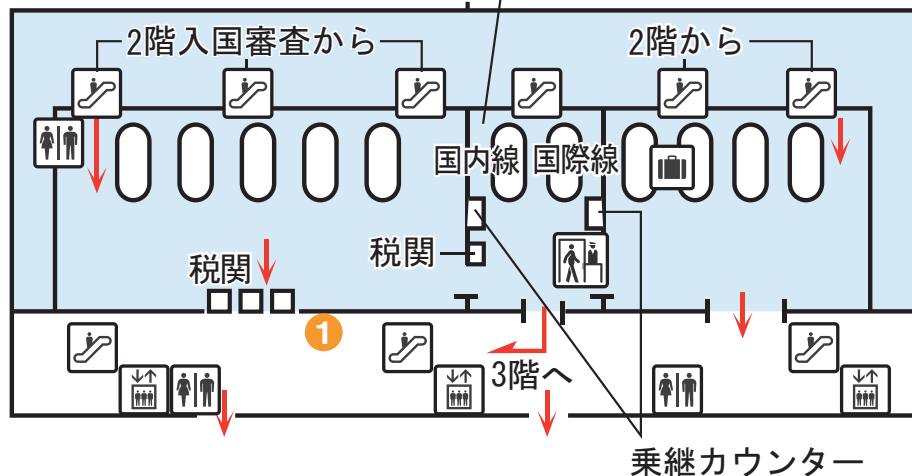 2階入国審査から
2階から
国内線
国際線
税関
税関
1
3階へ
乗継カウンター